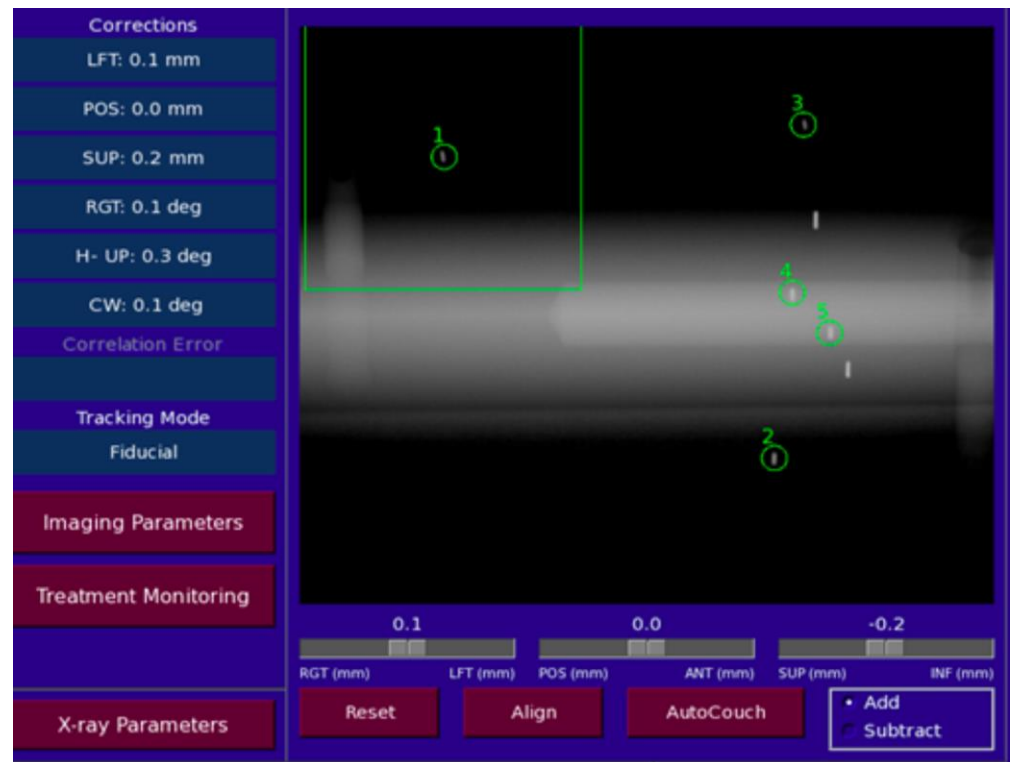 Corrections
LFT: 0.1 mm
POS: 0.0 mm
SUP: 0.2 mm
RGT: 0.1 deg
H- UP: 0.3 deg
CW: 0.1 deg
Correlation Error
Tracking Mode
Fiducial
Imaging Parameters
Treatment Monitoring
X-ray Parameters
1
3
4
5
2
0.1 0.0 -0.2
RGT (mm) LFT (mm) POS (mm) ANT (mm) SUP (mm) INF (mm)
Reset Align AutoCouch
Add
Subtract